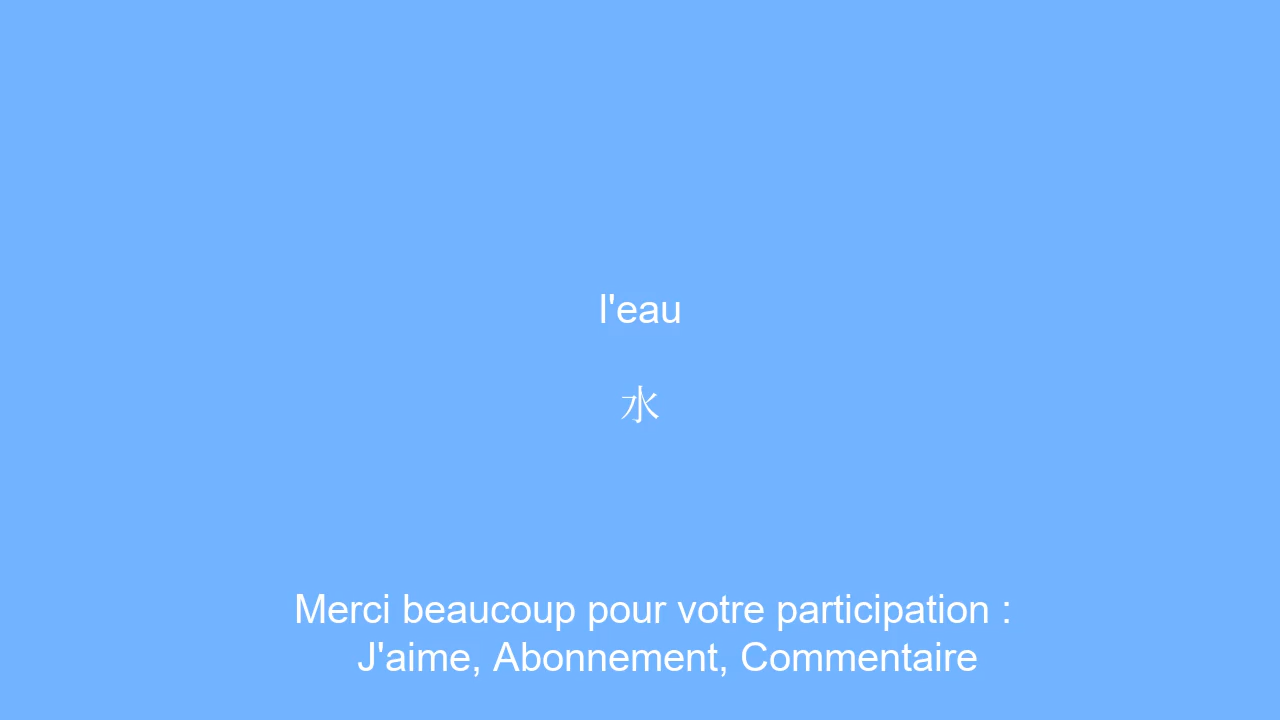 l'eau
水
Merci beaucoup pour votre participation :
J'aime, Abonnement, Commentaire